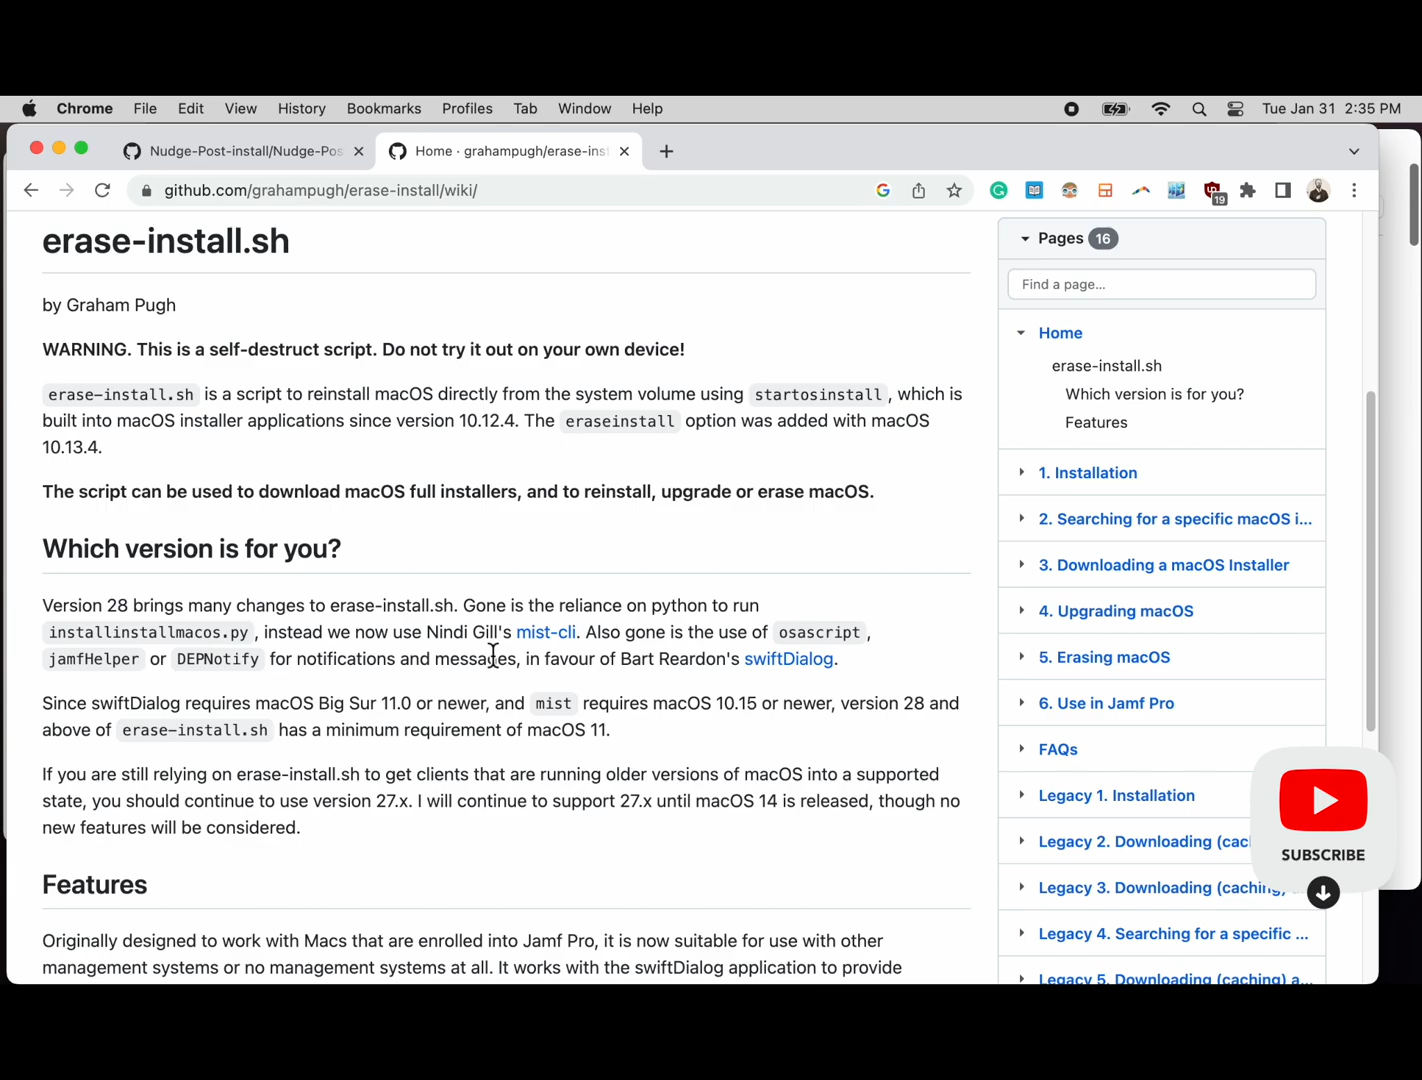 Chrome File Edit View History Bookmarks Profiles Tab Window Help Tue Jan 31 2:35 PM
Nudge-Post-install/Nudge-Pos Home · grahampugh/erase-inst
github.com/grahampugh/erase-install/wiki/
19
erase-install.sh
by Graham Pugh
WARNING. This is a self-destruct script. Do not try it out on your own device!
erase-install.sh is a script to reinstall macOS directly from the system volume using startosinstall, which is
built into macOS installer applications since version 10.12.4. The eraseinstall option was added with macOS
10.13.4.
The script can be used to download macOS full installers, and to reinstall, upgrade or erase macOS.
Which version is for you?
Version 28 brings many changes to erase-install.sh. Gone is the reliance on python to run
installinstallmacos.py, instead we now use Nindi Gill's mist-cli. Also gone is the use of osascript,
jamfHelper or DEPNotify for notifications and messages, in favour of Bart Reardon's swiftDialog.
Since swiftDialog requires macOS Big Sur 11.0 or newer, and mist requires macOS 10.15 or newer, version 28 and
above of erase-install.sh has a minimum requirement of macOS 11.
If you are still relying on erase-install.sh to get clients that are running older versions of macOS into a supported
state, you should continue to use version 27.x. I will continue to support 27.x until macOS 14 is released, though no
new features will be considered.
Features
Originally designed to work with Macs that are enrolled into Jamf Pro, it is now suitable for use with other
management systems or no management systems at all. It works with the swiftDialog application to provide
Pages 16
Find a page...
Home
erase-install.sh
Which version is for you?
Features
1. Installation
2. Searching for a specific macOS i...
3. Downloading a macOS Installer
4. Upgrading macOS
5. Erasing macOS
6. Use in Jamf Pro
FAQs
Legacy 1. Installation
Legacy 2. Downloading (cac
Legacy 3. Downloading (caching)
Legacy 4. Searching for a specific ...
Legacy 5. Downloading (caching) a...
SUBSCRIBE